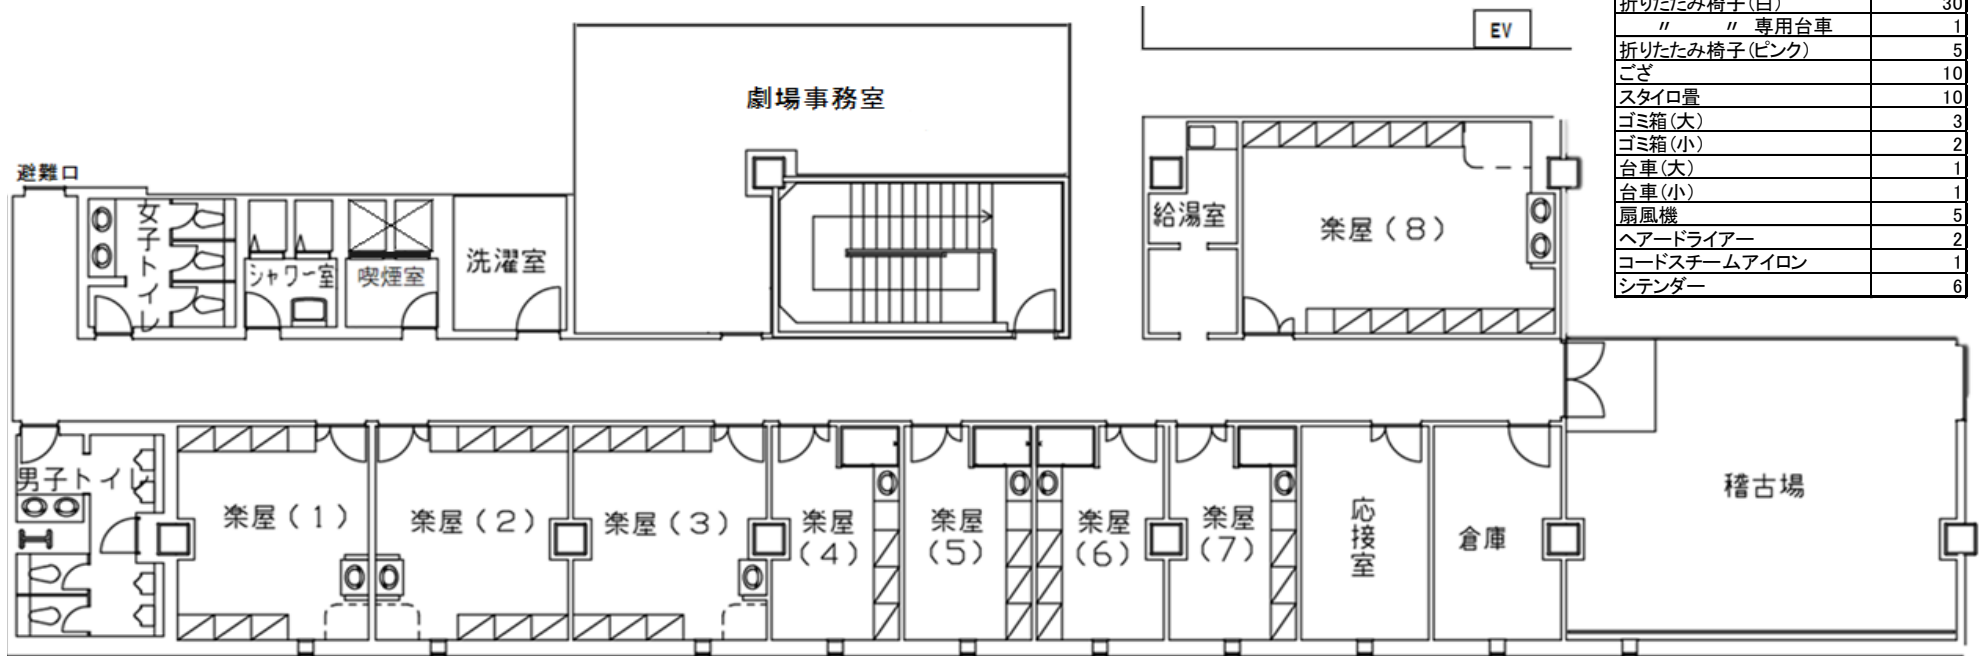 折りたたみ椅子(白) 30
〃 〃 専用台車 1
折りたたみ椅子(ピンク) 5
ござ 10
スタイロ畳 10
ゴミ箱(大) 3
ゴミ箱(小) 2
台車(大) 1
台車(小) 1
扇風機 5
ヘアードライアー 2
コードスチームアイロン 1
シテンダー 6
EV
劇場事務室
避難口
女子トイレ
シャワー室
喫煙室
洗濯室
給湯室
楽屋(8)
男子トイレ
楽屋(1)
楽屋(2)
楽屋(3)
楽屋
(4)
楽屋
(5)
楽屋
(6)
楽屋
(7)
応接室
倉庫
稽古場